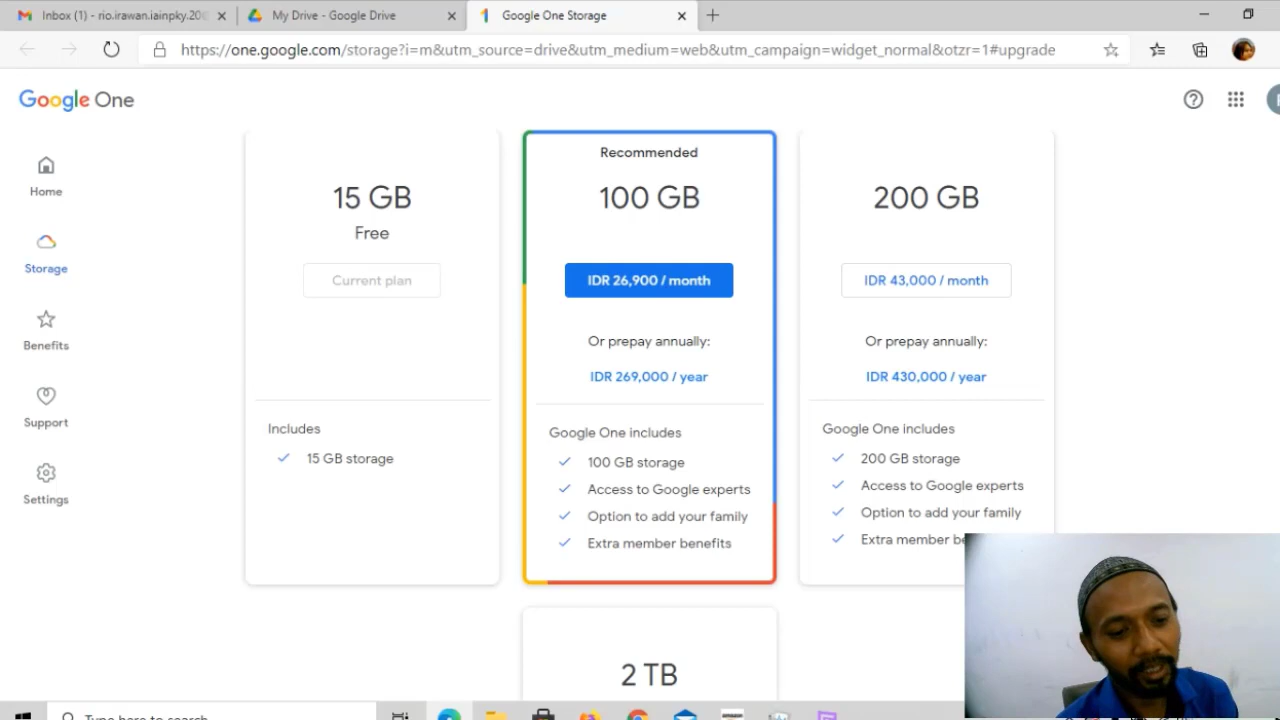 Inbox (1) - rio.irawan.iainpky.20
My Drive - Google Drive
Google One Storage
https://one.google.com/storage?i=m&utm_source=drive&utm_medium=web&utm_campaign=widget_normal&otzr=1#upgrade
Google One
Home
Storage
Benefits
Support
Settings
15 GB
Free
Current plan
Includes
15 GB storage
Recommended
100 GB
IDR 26,900 / month
Or prepay annually:
IDR 269,000 / year
Google One includes
100 GB storage
Access to Google experts
Option to add your family
Extra member benefits
200 GB
IDR 43,000 / month
Or prepay annually:
IDR 430,000 / year
Google One includes
200 GB storage
Access to Google experts
Option to add your family
Extra member be
2 TB
Type here to search